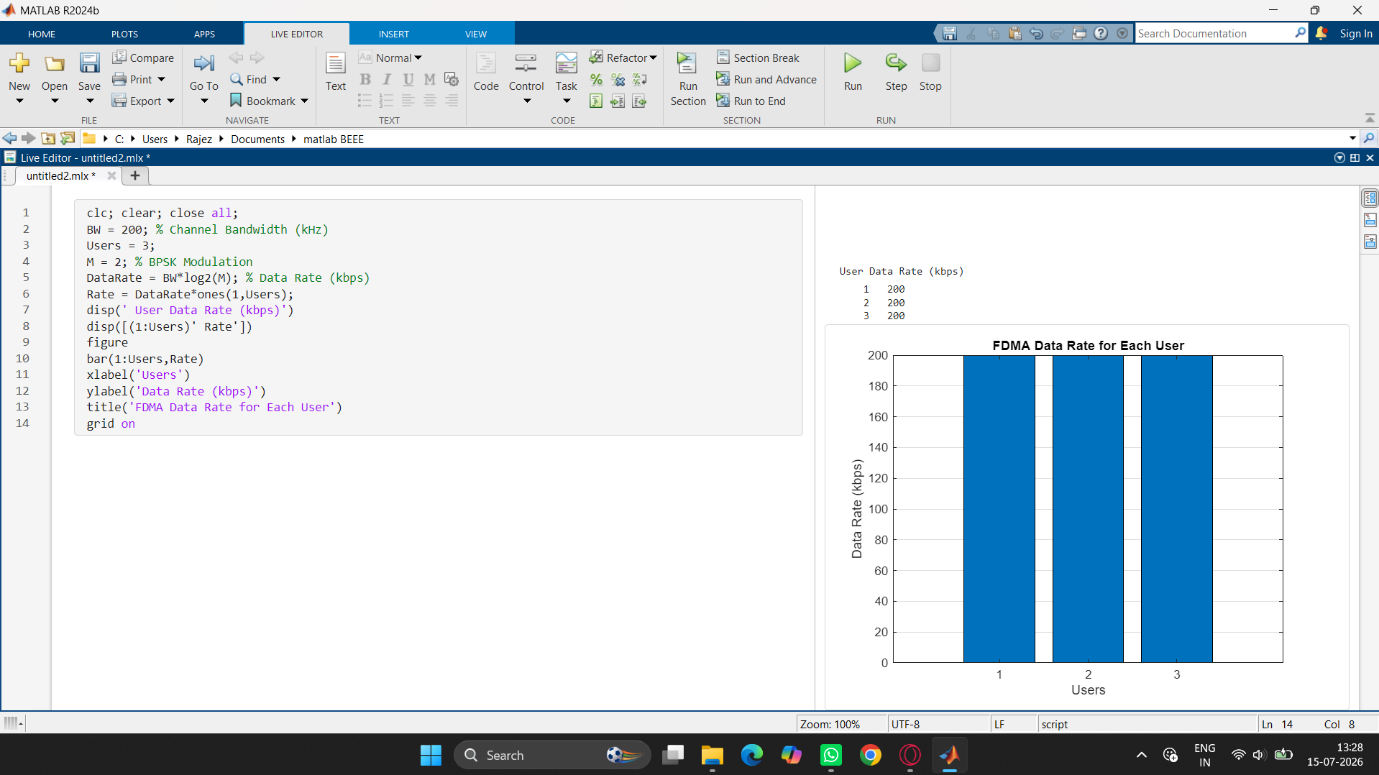 MATLAB R2024b
HOME PLOTS APPS LIVE EDITOR INSERT VIEW
Search Documentation
Sign In
New Open Save
Compare
Print
Export
FILE
Go To
Find
Bookmark
NAVIGATE
Text
Aa Normal
B I U M
TEXT
Code Control Task
Refactor
CODE
Run Section
Section Break
Run and Advance
Run to End
SECTION
Run Step Stop
RUN
C: Users Rajez Documents matlab BEEE
Live Editor - untitled2.mlx *
untitled2.mlx *
1 clc; clear; close all;
2 BW = 200; % Channel Bandwidth (kHz)
3 Users = 3;
4 M = 2; % BPSK Modulation
5 DataRate = BW*log2(M); % Data Rate (kbps)
6 Rate = DataRate*ones(1,Users);
7 disp(' User Data Rate (kbps)')
8 disp([(1:Users)' Rate'])
9 figure
10 bar(1:Users,Rate)
11 xlabel('Users')
12 ylabel('Data Rate (kbps)')
13 title('FDMA Data Rate for Each User')
14 grid on
User Data Rate (kbps)
1 200
2 200
3 200
FDMA Data Rate for Each User
200
180
160
140
120
100
80
60
40
20
0
Data Rate (kbps)
1 2 3
Users
Zoom: 100% UTF-8 LF script Ln 14 Col 8
Search
ENG
IN
13:28
15-07-2026